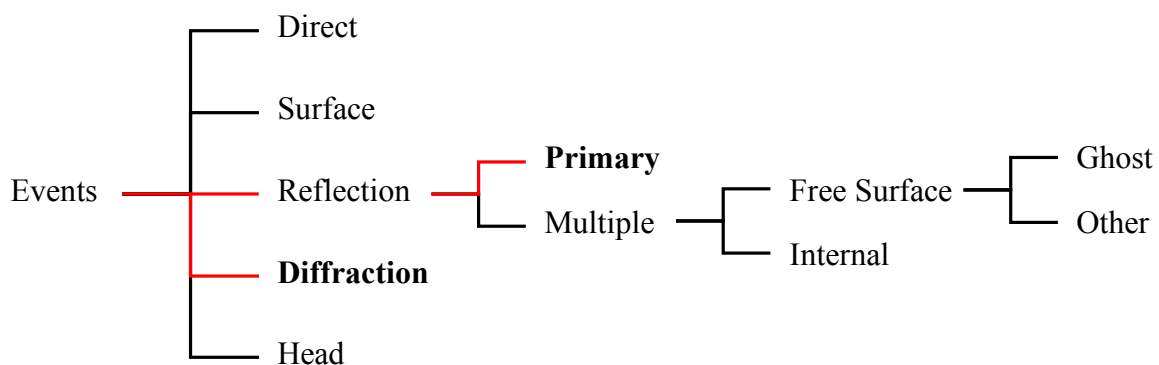 Direct
Surface
Primary
Ghost
Events
Reflection
Free Surface
Multiple
Other
Internal
Diffraction
Head